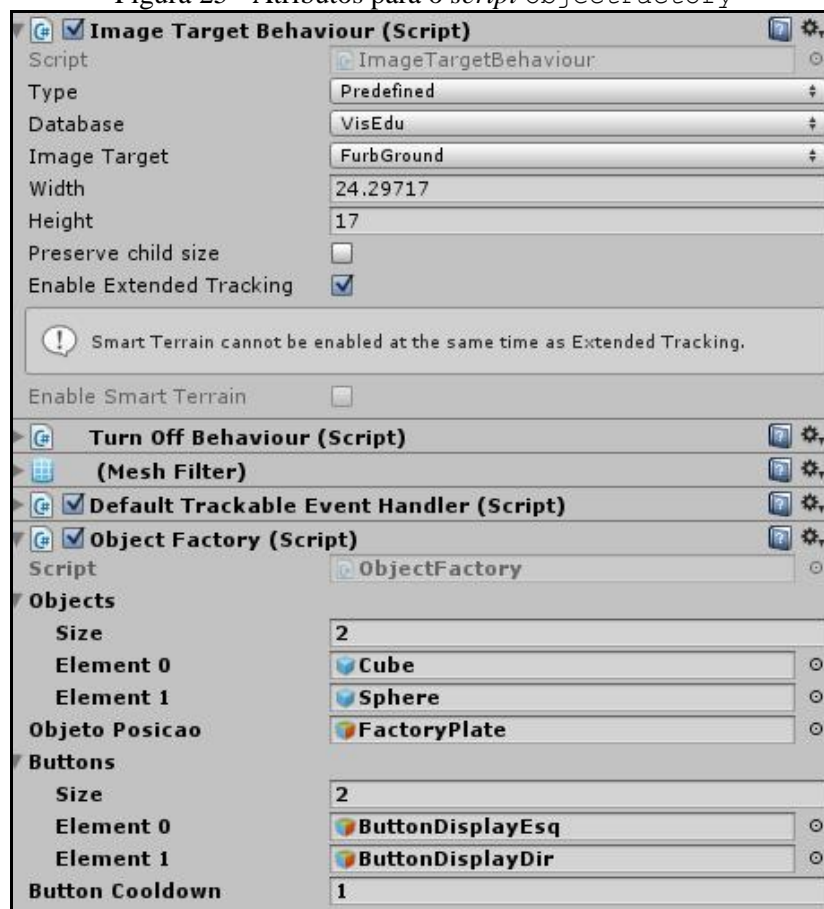 Figura 23 - Atributos para o script ObjectFactory
Image Target Behaviour (Script)
Script ImageTargetBehaviour
Type Predefined
Database VisEdu
Image Target FurbGround
Width 24.29717
Height 17
Preserve child size
Enable Extended Tracking
Smart Terrain cannot be enabled at the same time as Extended Tracking.
Enable Smart Terrain
Turn Off Behaviour (Script)
(Mesh Filter)
Default Trackable Event Handler (Script)
Object Factory (Script)
Script ObjectFactory
Objects
Size 2
Element 0 Cube
Element 1 Sphere
Objeto Posicao FactoryPlate
Buttons
Size 2
Element 0 ButtonDisplayEsq
Element 1 ButtonDisplayDir
Button Cooldown 1